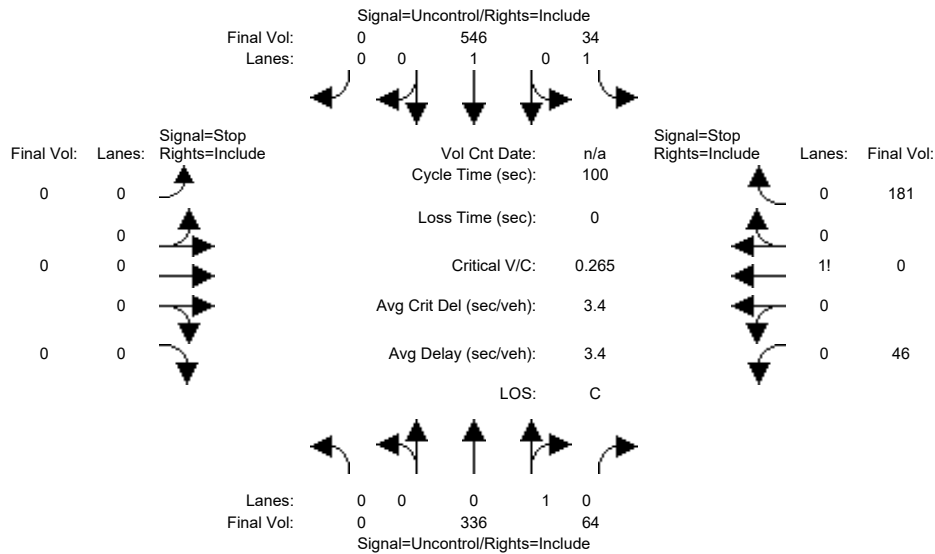 Signal=Uncontrol/Rights=Include
Final Vol: 0 546 34
Lanes: 0 0 1 0 1
Signal=Stop
Final Vol: Lanes: Rights=Include
Vol Cnt Date: n/a
Signal=Stop
Rights=Include Lanes: Final Vol:
Cycle Time (sec): 100
0 0
0 181
Loss Time (sec): 0
0
0
0 0
Critical V/C: 0.265
1! 0
0
Avg Crit Del (sec/veh): 3.4
0
0 0
Avg Delay (sec/veh): 3.4
0 46
LOS: C
Lanes: 0 0 0 1 0
Final Vol: 0 336 64
Signal=Uncontrol/Rights=Include